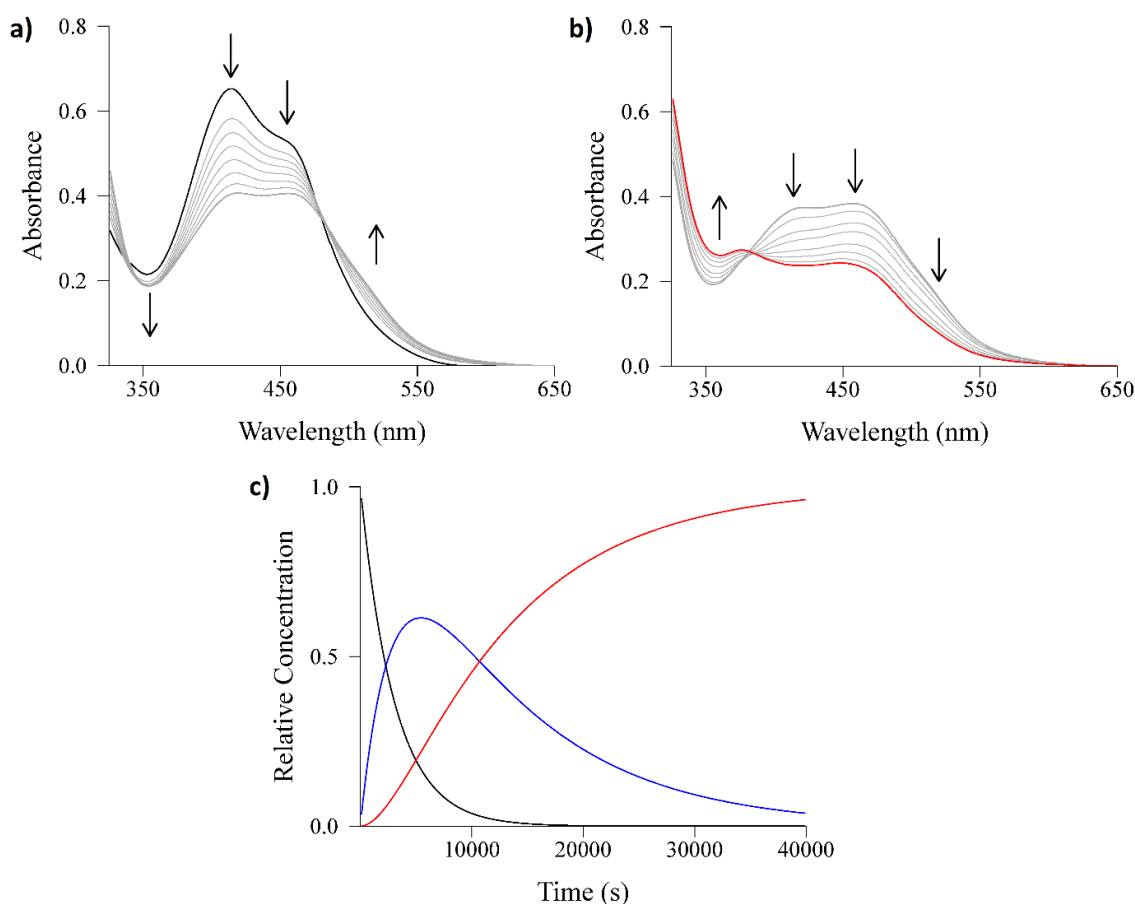 a)
Absorbance
0.8
0.6
0.4
0.2
0.0
350
450
550
650
Wavelength (nm)
b)
Absorbance
0.8
0.6
0.4
0.2
0.0
350
450
550
650
Wavelength (nm)
c)
Relative Concentration
1.0
0.5
0.0
10000
20000
30000
40000
Time (s)